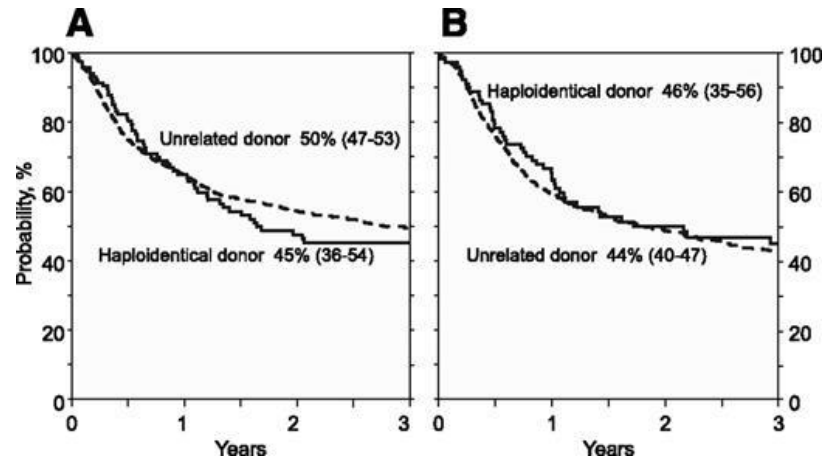 A
B
Probability, %
100
80
60
40
20
0
Unrelated donor 50% (47-53)
Haploidentical donor 45% (36-54)
0 1 2 3
Years
Haploidentical donor 46% (35-56)
Unrelated donor 44% (40-47)
100
80
60
40
20
0
0 1 2 3
Years